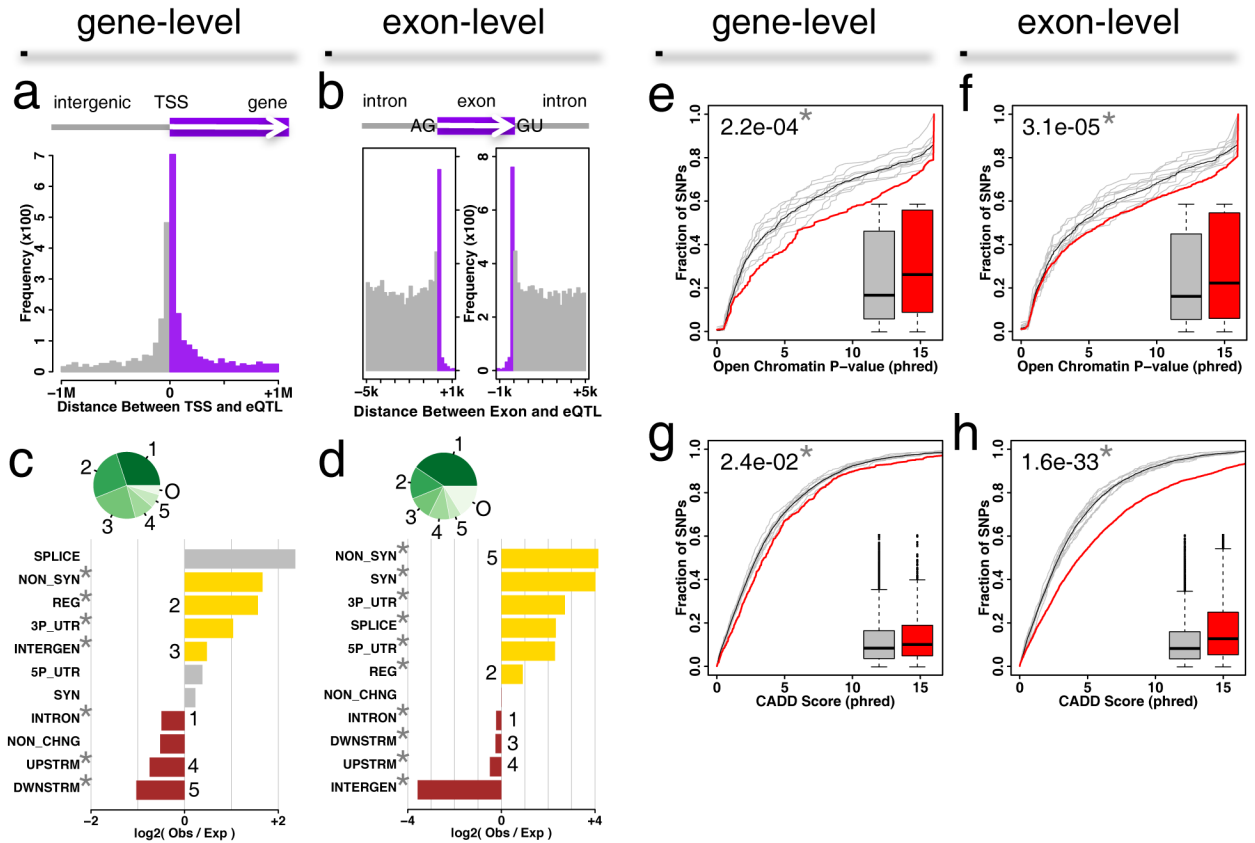 gene-level
exon-level
gene-level
exon-level
a
intergenic TSS gene
Frequency (x100)
7
6
5
4
3
2
1
0
−1M 0 +1M
Distance Between TSS and eQTL
b
intron exon intron
AG GU
Frequency (x100)
8
6
4
2
0
−5k +1k −1k +5k
Distance Between Exon and eQTL
c
1
2
3
4
5
O
SPLICE
NON_SYN*
REG* 2
3P_UTR*
INTERGEN* 3
5P_UTR
SYN
INTRON* 1
NON_CHNG
UPSTRM* 4
DWNSTRM* 5
−2 0 +2
log2( Obs / Exp )
d
1
2
3
4
5
O
NON_SYN* 5
SYN*
3P_UTR*
SPLICE*
5P_UTR*
REG* 2
NON_CHNG
INTRON* 1
DWNSTRM* 3
UPSTRM* 4
INTERGEN*
−4 0 +4
log2( Obs / Exp )
e
2.2e-04*
Fraction of SNPs
1.0
0.8
0.6
0.4
0.2
0.0
0 5 10 15
Open Chromatin P−value (phred)
f
3.1e-05*
Fraction of SNPs
1.0
0.8
0.6
0.4
0.2
0.0
0 5 10 15
Open Chromatin P−value (phred)
g
2.4e-02*
Fraction of SNPs
1.0
0.8
0.6
0.4
0.2
0.0
0 5 10 15
CADD Score (phred)
h
1.6e-33*
Fraction of SNPs
1.0
0.8
0.6
0.4
0.2
0.0
0 5 10 15
CADD Score (phred)